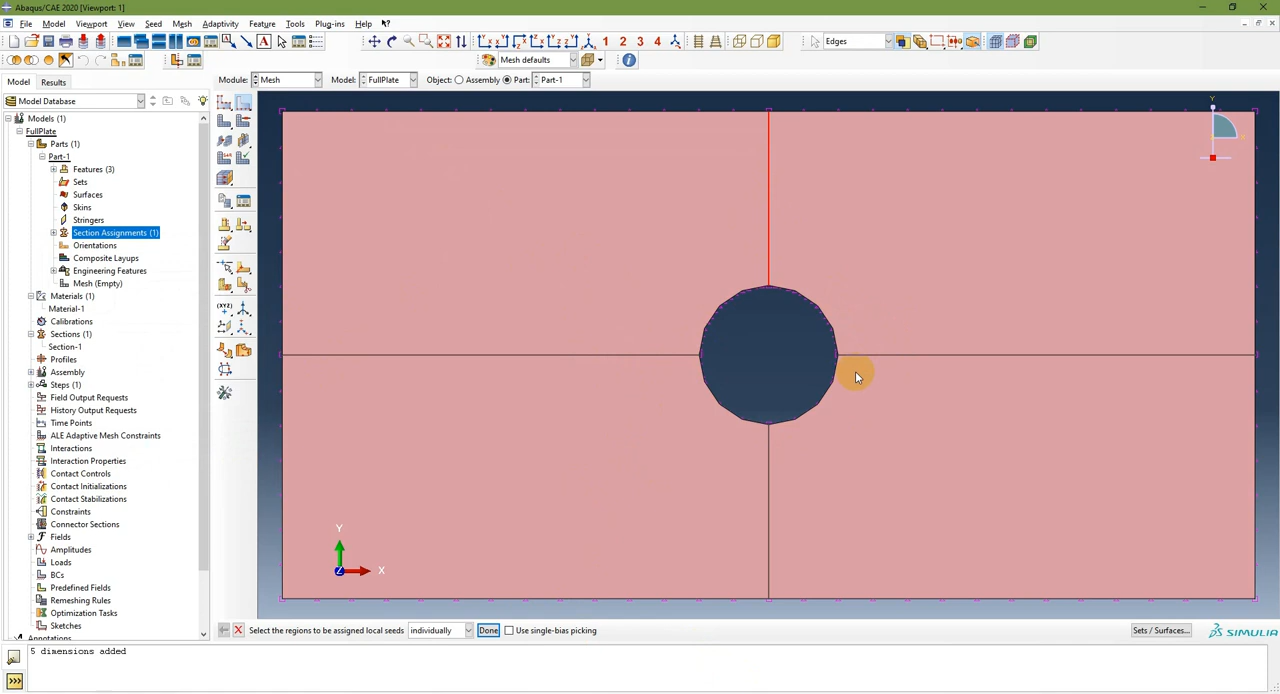 Abaqus/CAE 2020 [Viewport: 1]
File Model Viewport View Seed Mesh Adaptivity Feature Tools Plug-ins Help
A 1 2 3 4 Edges
Mesh defaults i
Model Results Module: Mesh Model: FullPlate Object: Assembly Part: Part-1
Model Database
Models (1)
FullPlate
Parts (1)
Part-1
Features (3)
Sets
Surfaces
Skins
Stringers
Section Assignments (1)
Orientations
Composite Layups
Engineering Features
Mesh (Empty)
Materials (1)
Material-1
Calibrations
Sections (1)
Section-1
Profiles
Assembly
Steps (1)
Field Output Requests
History Output Requests
Time Points
ALE Adaptive Mesh Constraints
Interactions
Interaction Properties
Contact Controls
Contact Initializations
Contact Stabilizations
Constraints
Connector Sections
Fields
Amplitudes
Loads
BCs
Predefined Fields
Remeshing Rules
Optimization Tasks
Sketches
Annotations
Y
Y
Z X
Select the regions to be assigned local seeds individually Done Use single-bias picking Sets / Surfaces...
SIMULIA
5 dimensions added
>>>